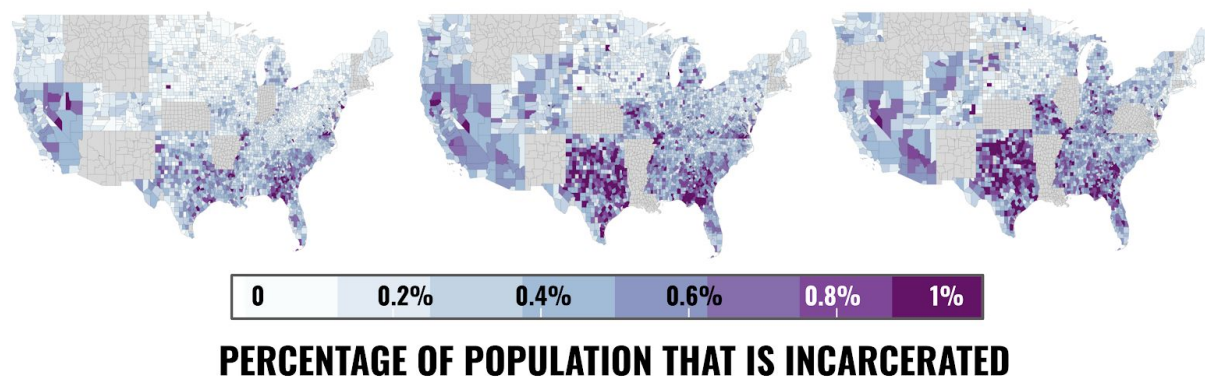 0 0.2% 0.4% 0.6% 0.8% 1%
PERCENTAGE OF POPULATION THAT IS INCARCERATED